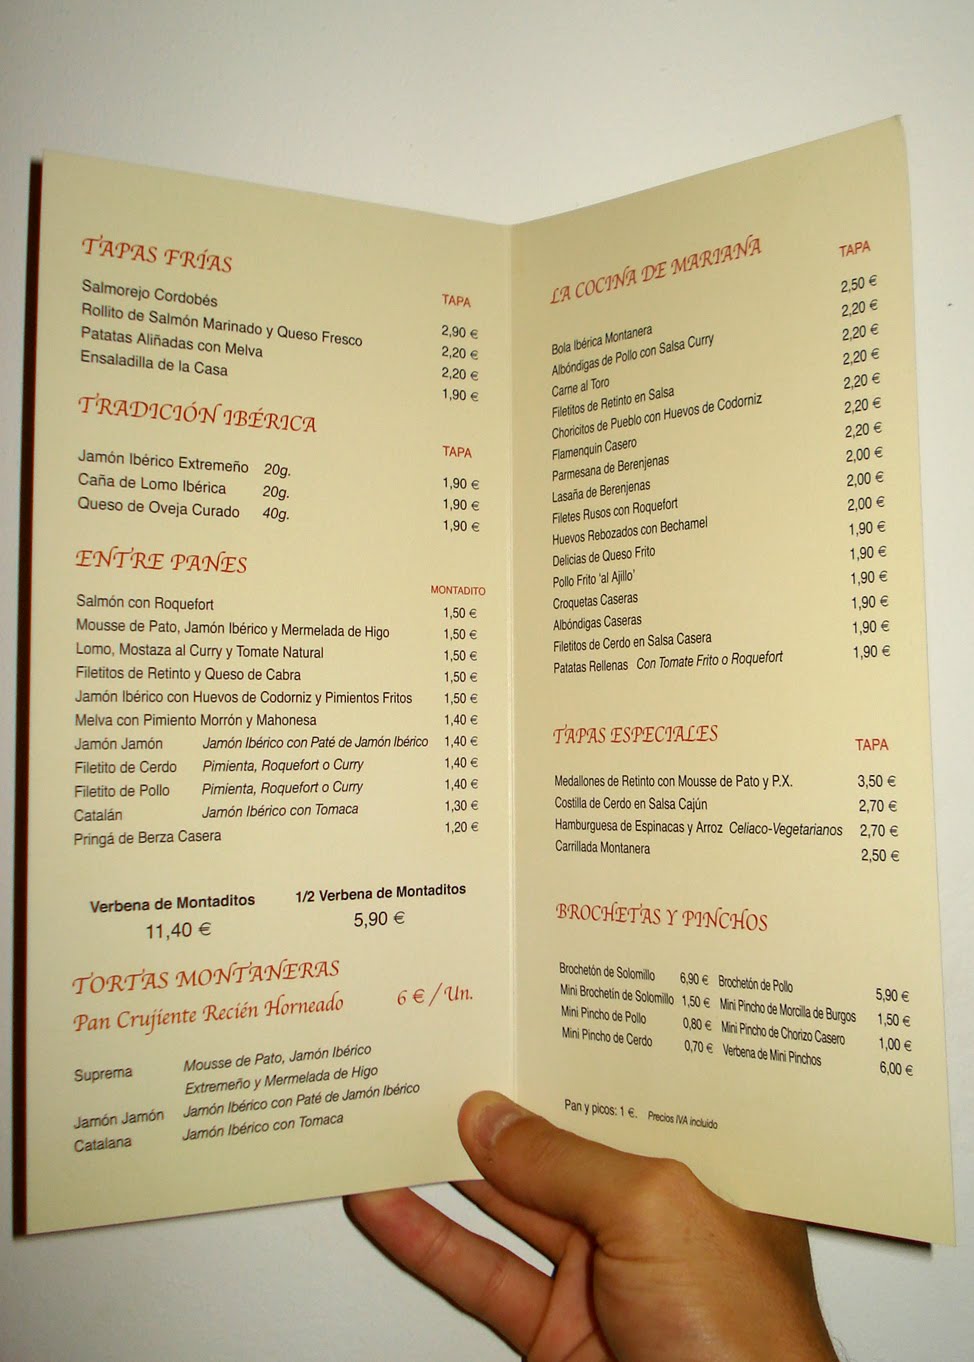 TAPAS FRÍAS
TAPA
Salmorejo Cordobés 2,90 €
Rollito de Salmón Marinado y Queso Fresco 2,20 €
Patatas Aliñadas con Melva 2,20 €
Ensaladilla de la Casa 1,90 €
TRADICIÓN IBÉRICA
TAPA
Jamón Ibérico Extremeño 20g. 1,90 €
Caña de Lomo Ibérica 20g. 1,90 €
Queso de Oveja Curado 40g. 1,90 €
ENTRE PANES
MONTADITO
Salmón con Roquefort 1,50 €
Mousse de Pato, Jamón Ibérico y Mermelada de Higo 1,50 €
Lomo, Mostaza al Curry y Tomate Natural 1,50 €
Filetitos de Retinto y Queso de Cabra 1,50 €
Jamón Ibérico con Huevos de Codorniz y Pimientos Fritos 1,50 €
Melva con Pimiento Morrón y Mahonesa 1,40 €
Jamón Jamón Jamón Ibérico con Paté de Jamón Ibérico 1,40 €
Filetito de Cerdo Pimienta, Roquefort o Curry 1,40 €
Filetito de Pollo Pimienta, Roquefort o Curry 1,40 €
Catalán Jamón Ibérico con Tomaca 1,30 €
Pringá de Berza Casera 1,20 €
Verbena de Montaditos 1/2 Verbena de Montaditos
11,40 € 5,90 €
TORTAS MONTANERAS
Pan Crujiente Recién Horneado 6 € / Un.
Suprema Mousse de Pato, Jamón Ibérico
Extremeño y Mermelada de Higo
Jamón Jamón Jamón Ibérico con Paté de Jamón Ibérico
Catalana Jamón Ibérico con Tomaca
LA COCINA DE MARIANA TAPA
Bola Ibérica Montanera 2,50 €
Albóndigas de Pollo con Salsa Curry 2,20 €
Carne al Toro 2,20 €
Filetitos de Retinto en Salsa 2,20 €
Choricitos de Pueblo con Huevos de Codorniz 2,20 €
Flamenquin Casero 2,20 €
Parmesana de Berenjenas 2,20 €
Lasaña de Berenjenas 2,00 €
Filetes Rusos con Roquefort 2,00 €
Huevos Rebozados con Bechamel 2,00 €
Delicias de Queso Frito 1,90 €
Pollo Frito 'al Ajillo' 1,90 €
Croquetas Caseras 1,90 €
Albóndigas Caseras 1,90 €
Filetitos de Cerdo en Salsa Casera 1,90 €
Patatas Rellenas Con Tomate Frito o Roquefort 1,90 €
TAPAS ESPECIALES TAPA
Medallones de Retinto con Mousse de Pato y P.X. 3,50 €
Costilla de Cerdo en Salsa Cajún 2,70 €
Hamburguesa de Espinacas y Arroz Celiaco-Vegetarianos 2,70 €
Carrillada Montanera 2,50 €
BROCHETAS Y PINCHOS
Brochetón de Solomillo 6,90 € Brochetón de Pollo 5,90 €
Mini Brochetín de Solomillo 1,50 € Mini Pincho de Morcilla de Burgos 1,50 €
Mini Pincho de Pollo 0,80 € Mini Pincho de Chorizo Casero 1,00 €
Mini Pincho de Cerdo 0,70 € Verbena de Mini Pinchos 6,00 €
Pan y picos: 1 €. Precios IVA incluido